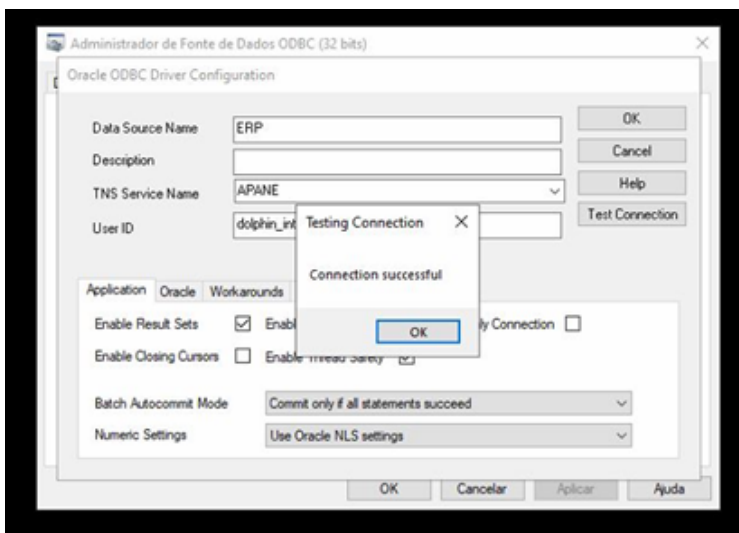 Administrador de Fonte de Dados ODBC (32 bits)
Oracle ODBC Driver Configuration
Data Source Name ERP OK
Description Cancel
TNS Service Name APANE Help
User ID Test Connection
Testing Connection
Connection successful
OK
Application Oracle Workarounds
Enable Result Sets Connection
Enable Closing Cursors Enable Thread Safety
Batch Autocommit Mode Commit only if all statements succeed
Numeric Settings Use Oracle NLS settings
OK Cancelar Aplicar Ajuda